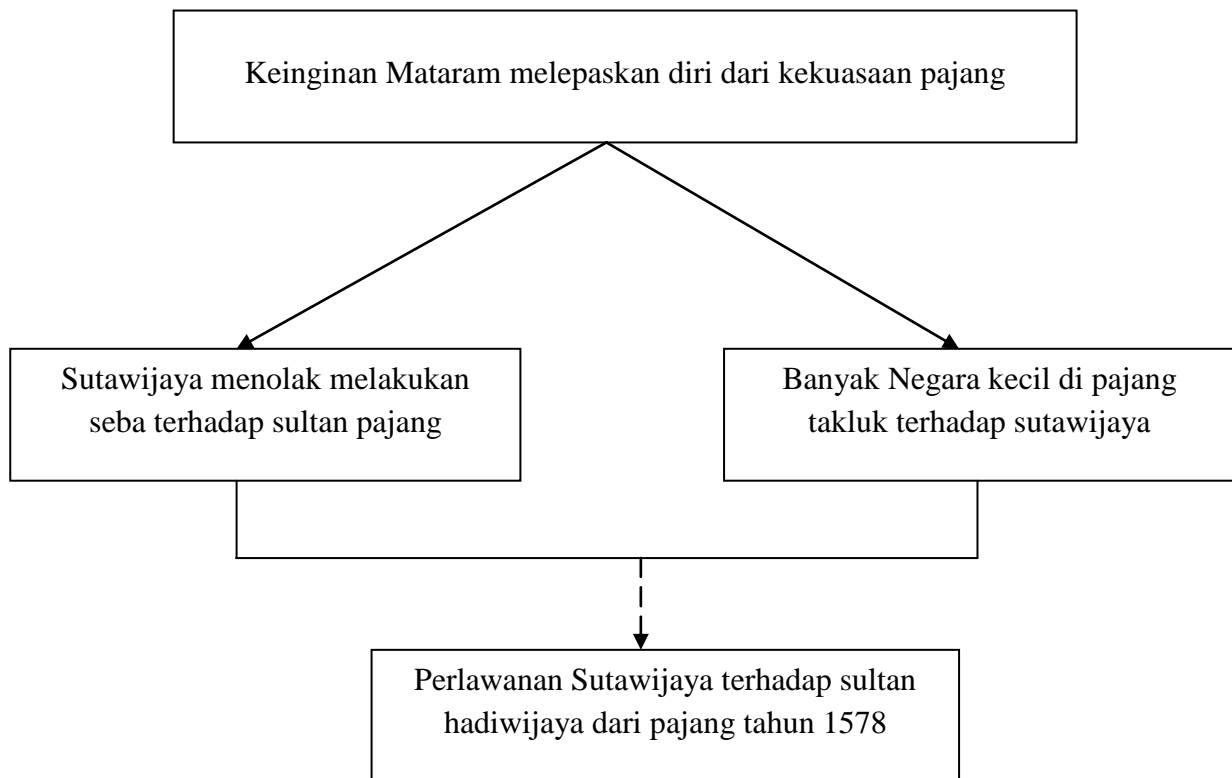 Keinginan Mataram melepaskan diri dari kekuasaan pajang
Sutawijaya menolak melakukan
seba terhadap sultan pajang
Banyak Negara kecil di pajang
takluk terhadap sutawijaya
Perlawanan Sutawijaya terhadap sultan
hadiwijaya dari pajang tahun 1578